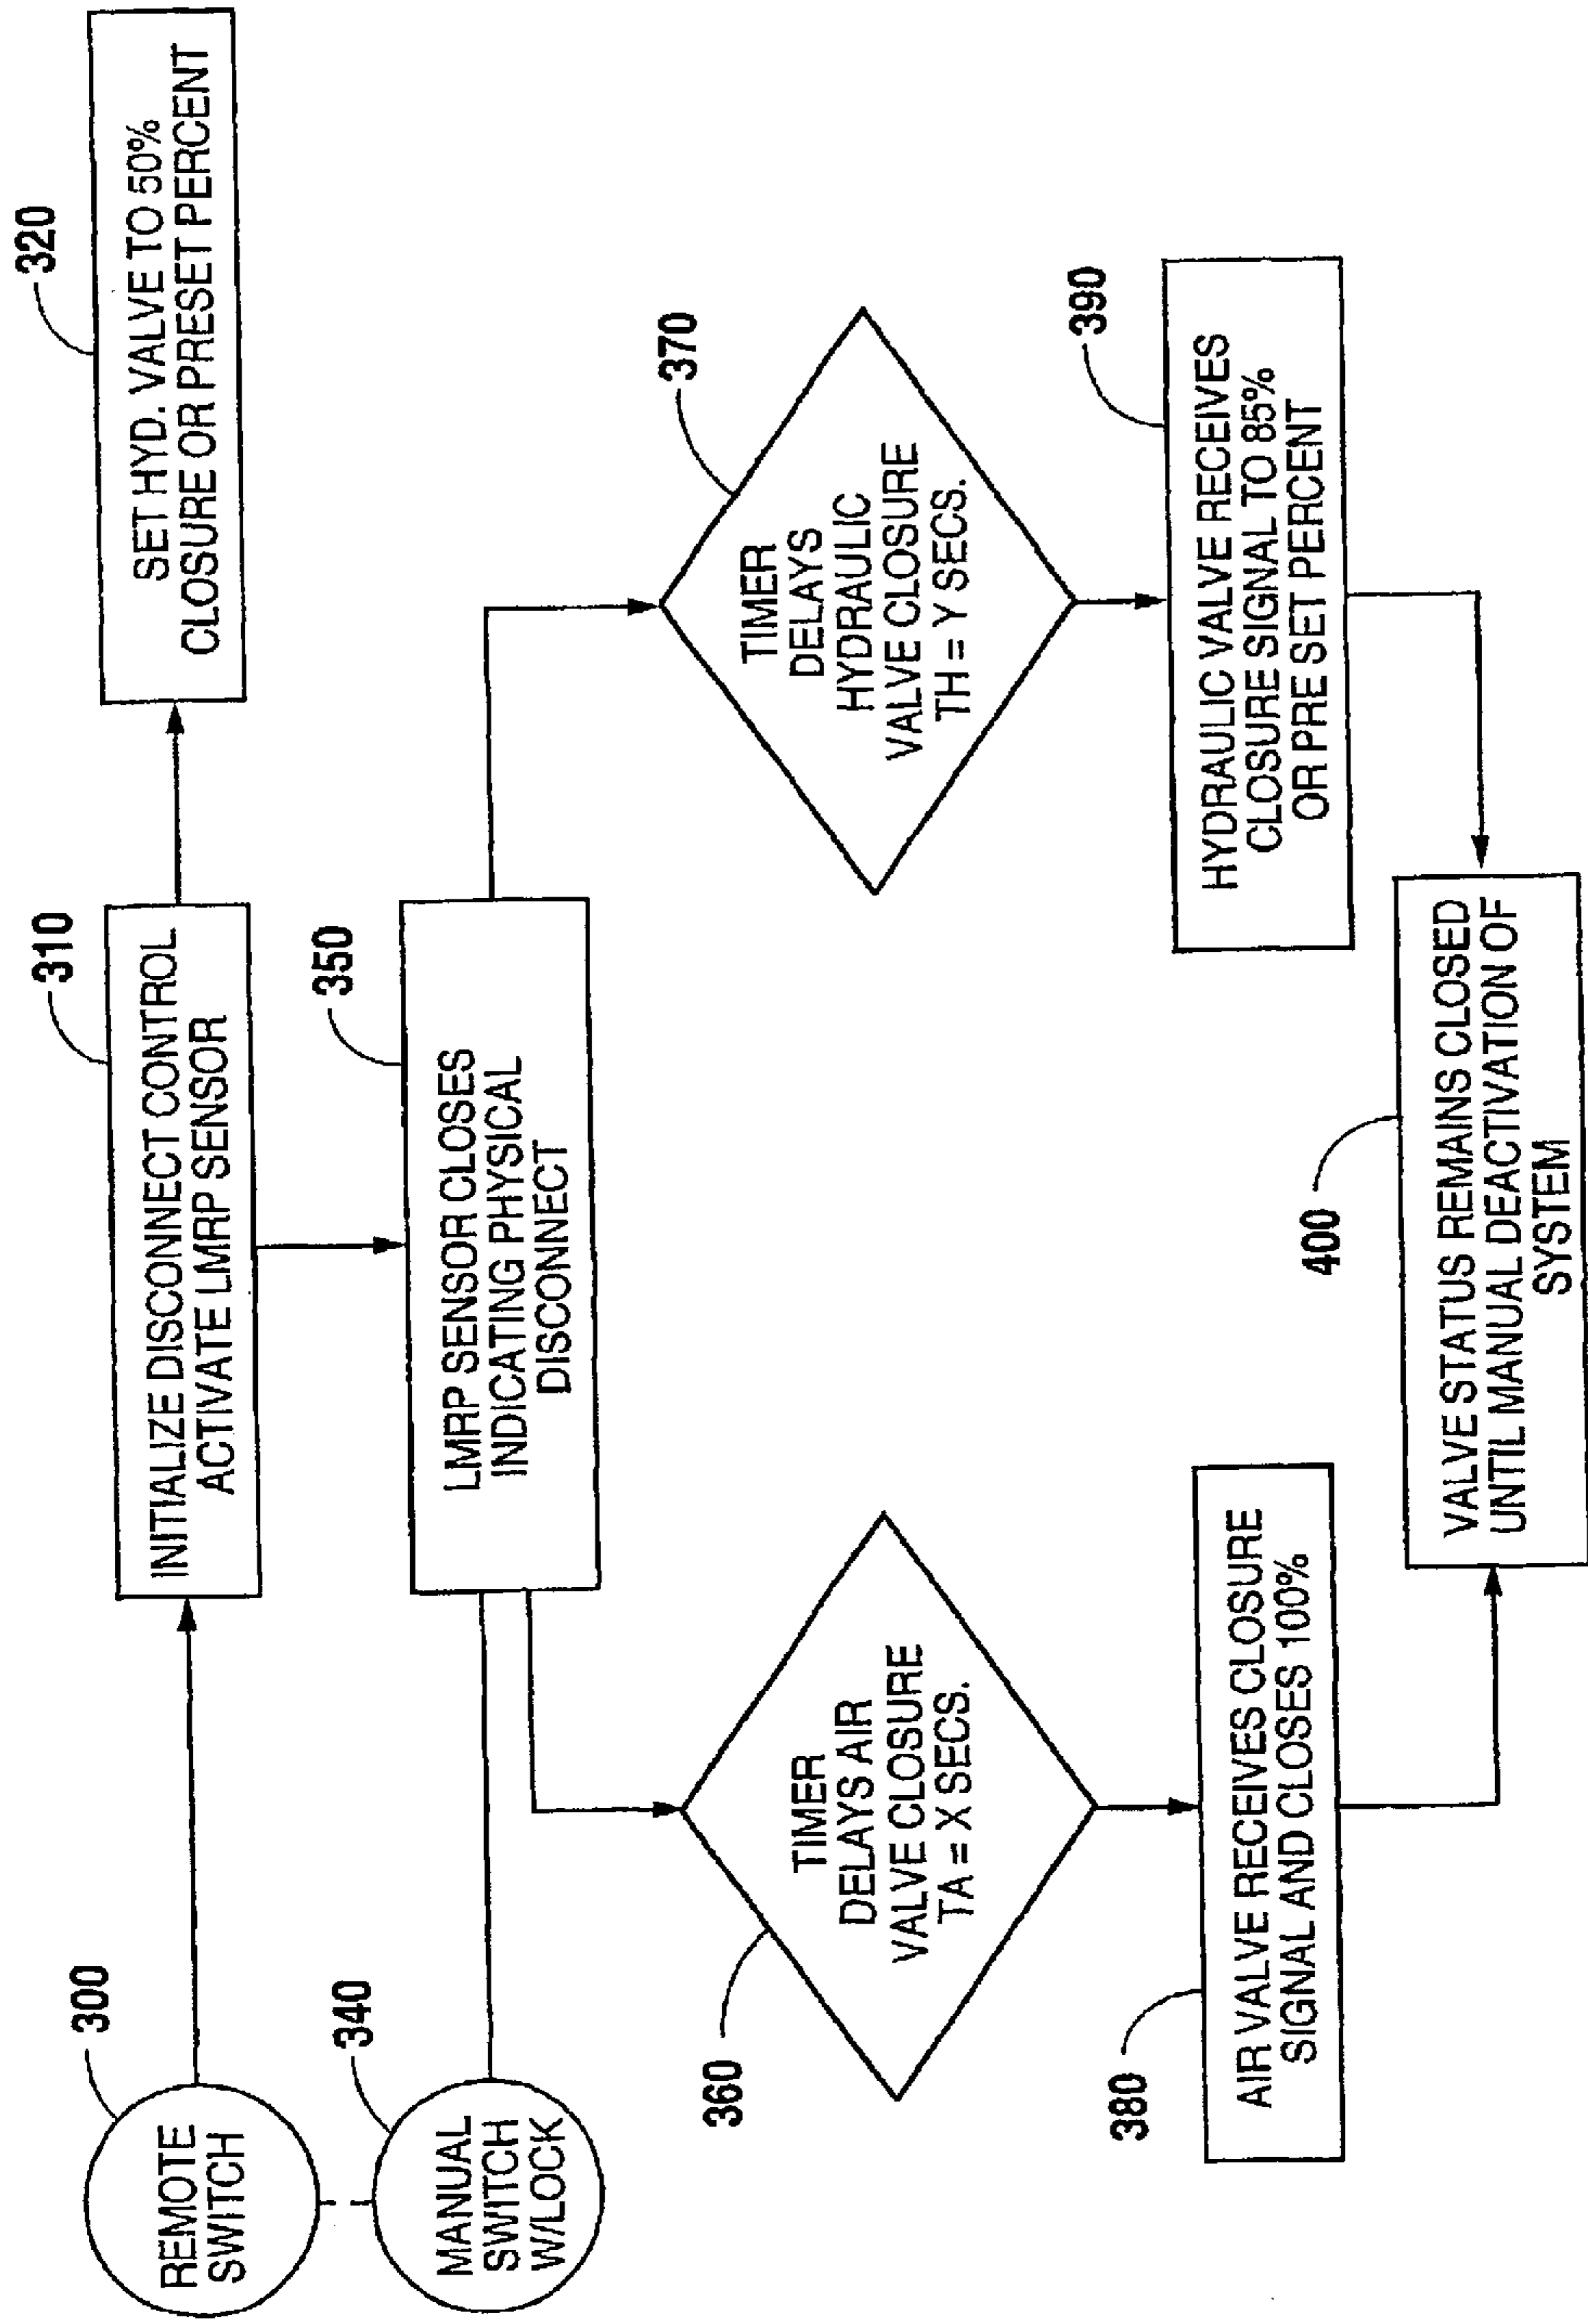 300
REMOTE
SWITCH
310
INITIALIZE DISCONNECT CONTROL
ACTIVATE LMRP SENSOR
320
SET HYD. VALVE TO 50%
CLOSURE OR PRESET PERCENT
340
MANUAL
SWITCH
W/LOCK
350
LMRP SENSOR CLOSES
INDICATING PHYSICAL
DISCONNECT
360
TIMER
DELAYS AIR
VALVE CLOSURE
TA = X SECS.
370
TIMER
DELAYS
HYDRAULIC
VALVE CLOSURE
TH = Y SECS.
380
AIR VALVE RECEIVES CLOSURE
SIGNAL AND CLOSES 100%
390
HYDRAULIC VALVE RECEIVES
CLOSURE SIGNAL TO 85%
OR PRE SET PERCENT
400
VALVE STATUS REMAINS CLOSED
UNTIL MANUAL DEACTIVATION OF
SYSTEM